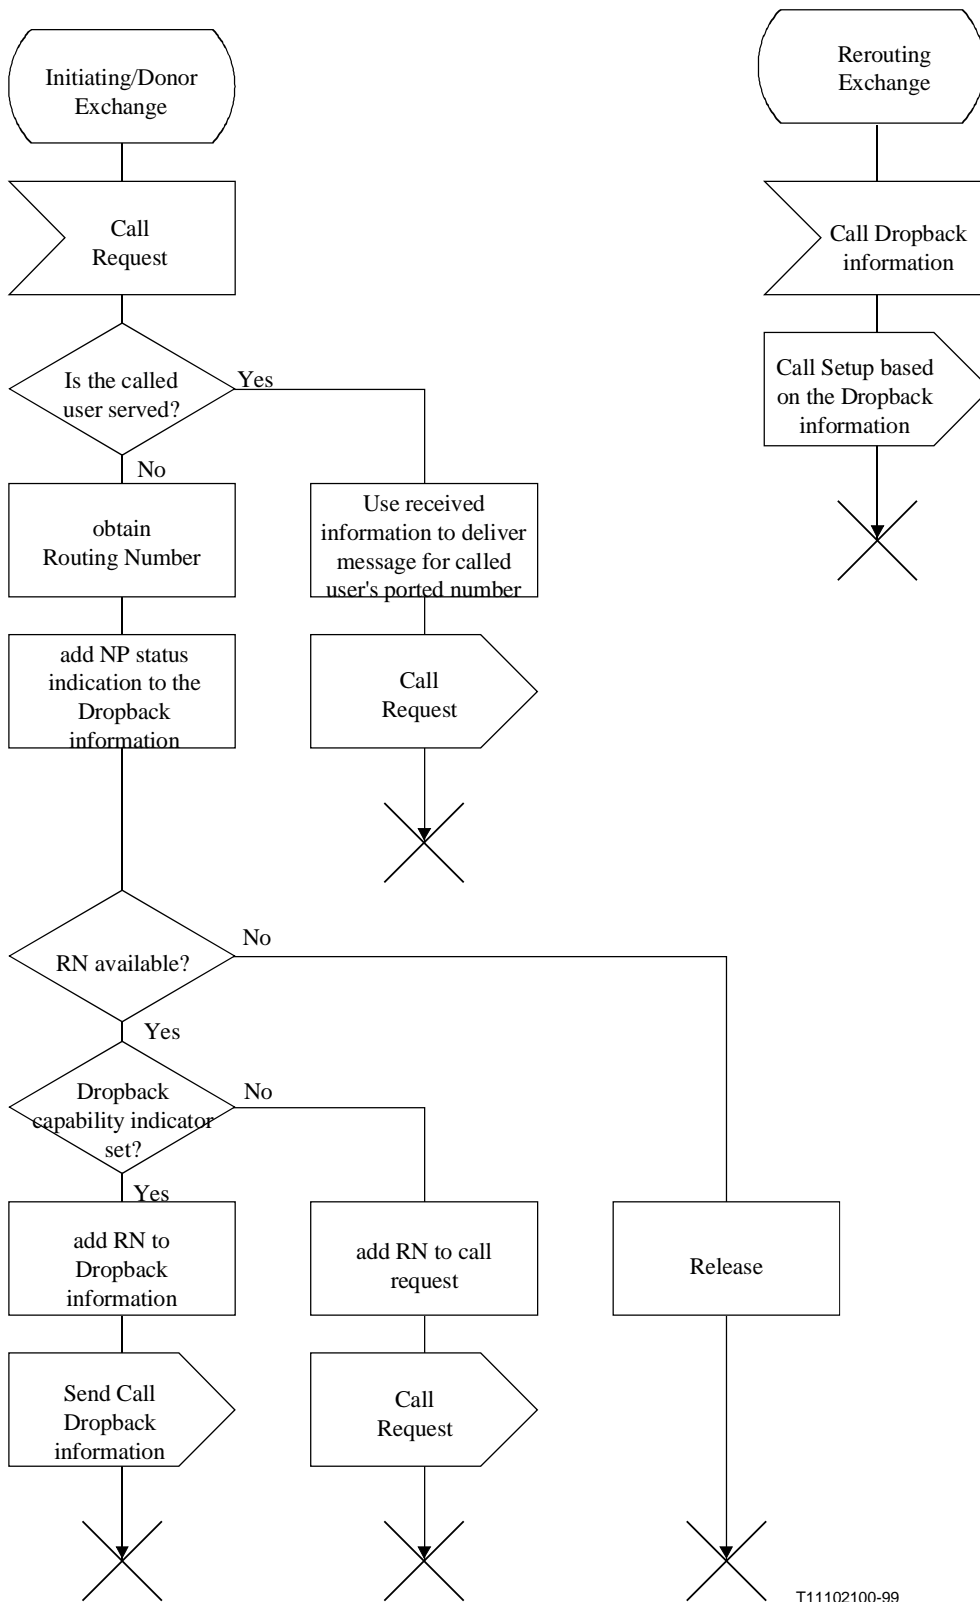 Initiating/Donor
Exchange
Rerouting
Exchange
Call
Request
Call Dropback
information
Is the called
user served?
Yes
No
Call Setup based
on the Dropback
information
obtain
Routing Number
Use received
information to deliver
message for called
user's ported number
add NP status
indication to the
Dropback
information
Call
Request
RN available?
No
Yes
Dropback
capability indicator
set?
No
Yes
add RN to
Dropback
information
add RN to call
request
Release
Send Call
Dropback
information
Call
Request
T11102100-99